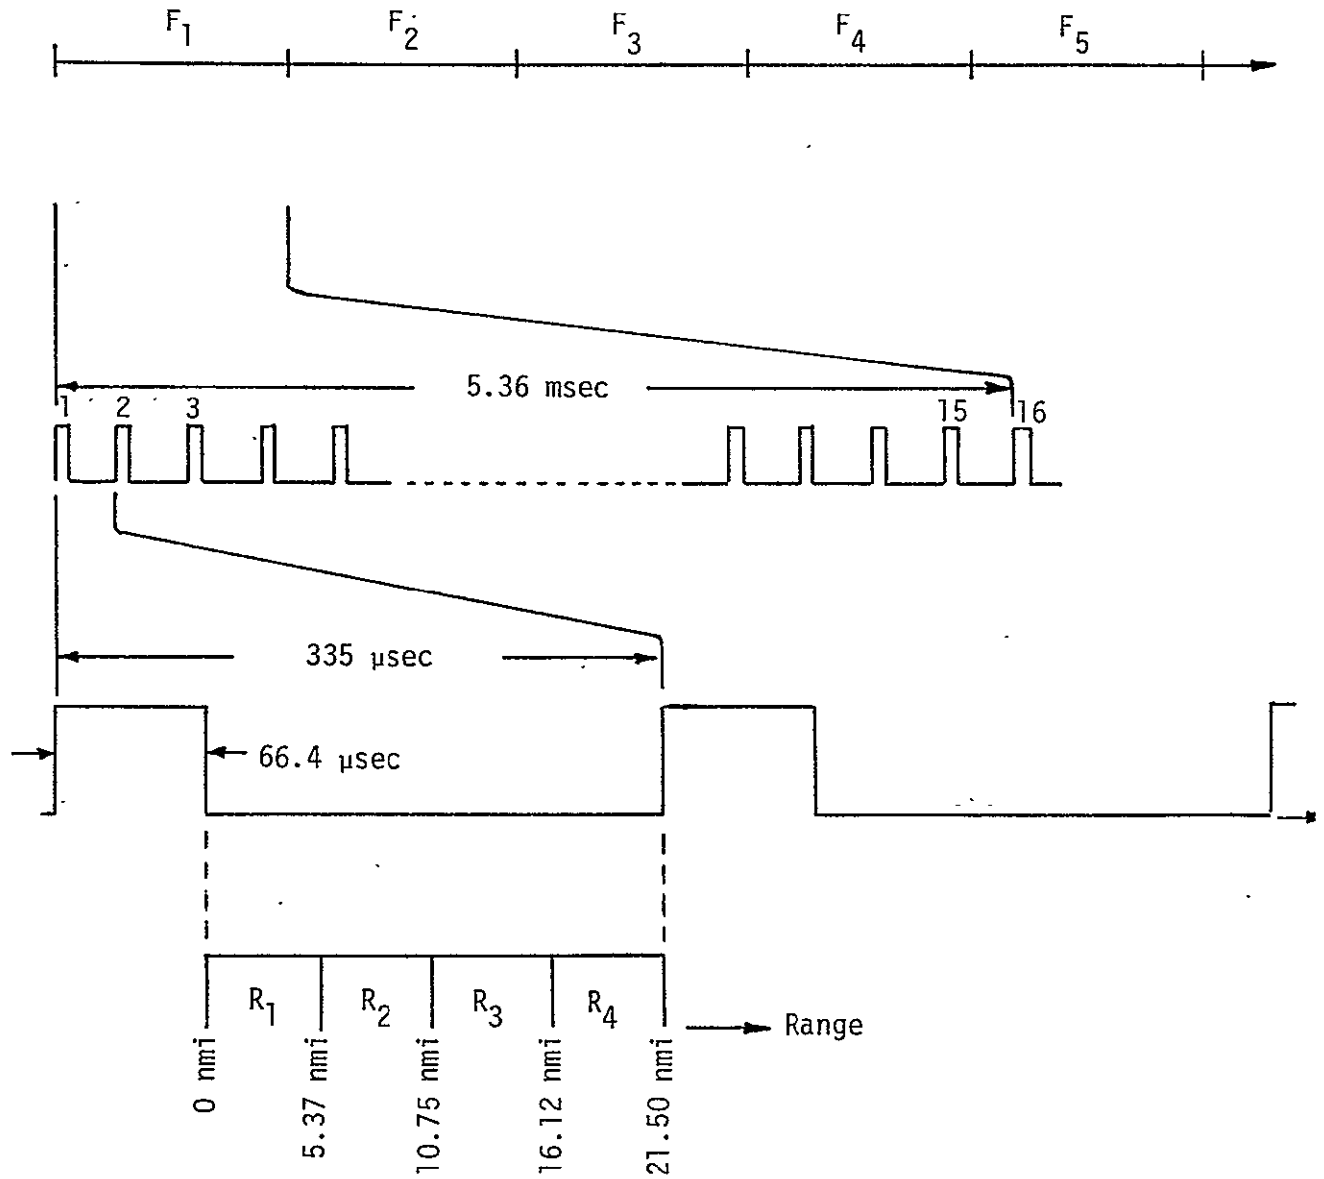 F1 F2 F3 F4 F5
5.36 msec
1 2 3 15 16
335 μsec
66.4 μsec
R1 R2 R3 R4
Range
0 nmi
5.37 nmi
10.75 nmi
16.12 nmi
21.50 nmi